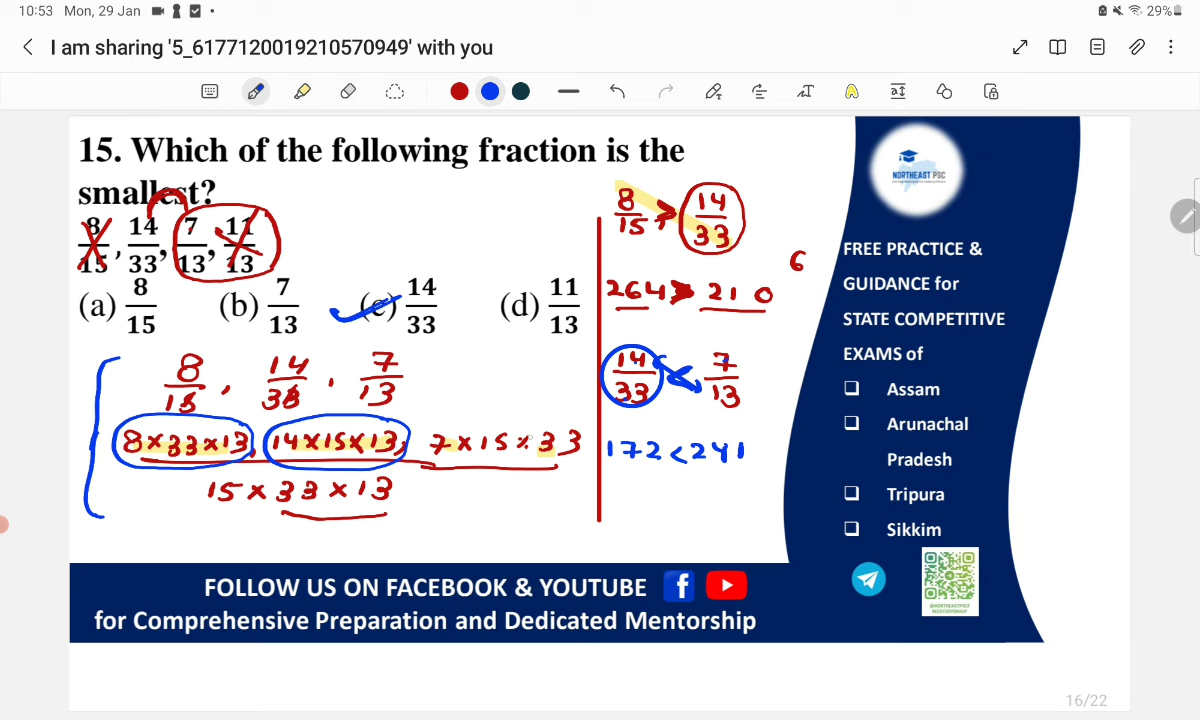 10:53 Mon, 29 Jan 29%
I am sharing '5_6177120019210570949' with you
15. Which of the following fraction is the
smallest?
8/15, 14/33, 7/13, 11/13
(a) 8/15 (b) 7/13 (c) 14/33 (d) 11/13
8/15, 14/33, 7/13
8×33×13, 14×15×13, 7×15×33
15×33×13
8/15 > 14/33
6
264 > 210
14/33 7/13
172 < 241
NORTHEAST PSC
FREE PRACTICE &
GUIDANCE for
STATE COMPETITIVE
EXAMS of
Assam
Arunachal
Pradesh
Tripura
Sikkim
FOLLOW US ON FACEBOOK & YOUTUBE
for Comprehensive Preparation and Dedicated Mentorship
16/22